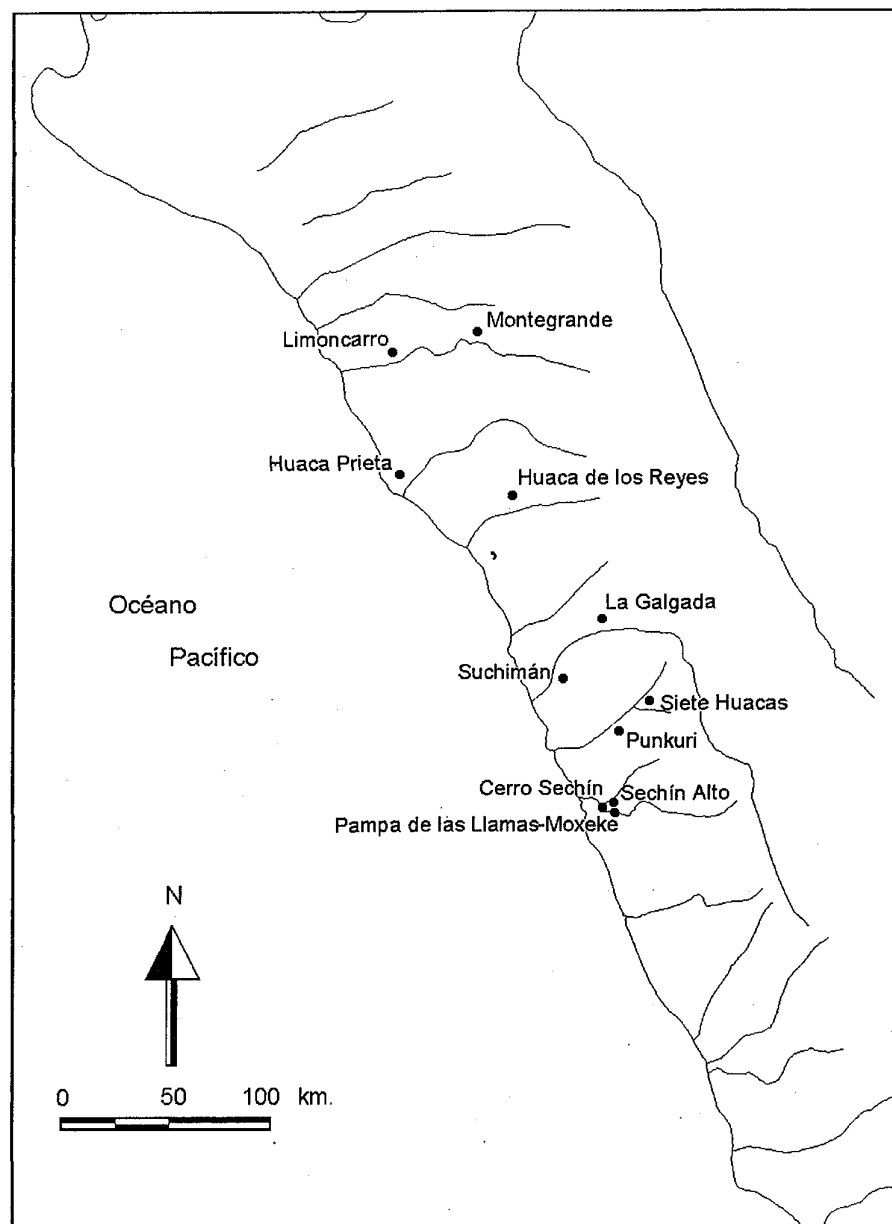 Montegrande
Limoncarro
Huaca Prieta
Huaca de los Reyes
Océano
Pacífico
La Galgada
Suchimán
Siete Huacas
Punkuri
Cerro Sechín
Sechín Alto
Pampa de las Llamas-Moxeke
N
0 50 100 km.